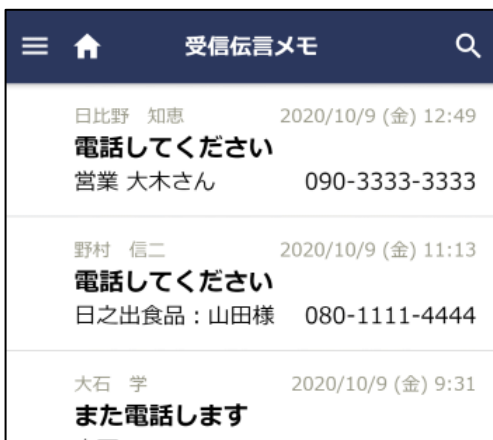 受信伝言メモ
日比野　知恵 2020/10/9 (金) 12:49
電話してください
営業 大木さん 090-3333-3333
野村　信二 2020/10/9 (金) 11:13
電話してください
日之出食品：山田様 080-1111-4444
大石　学 2020/10/9 (金) 9:31
また電話します